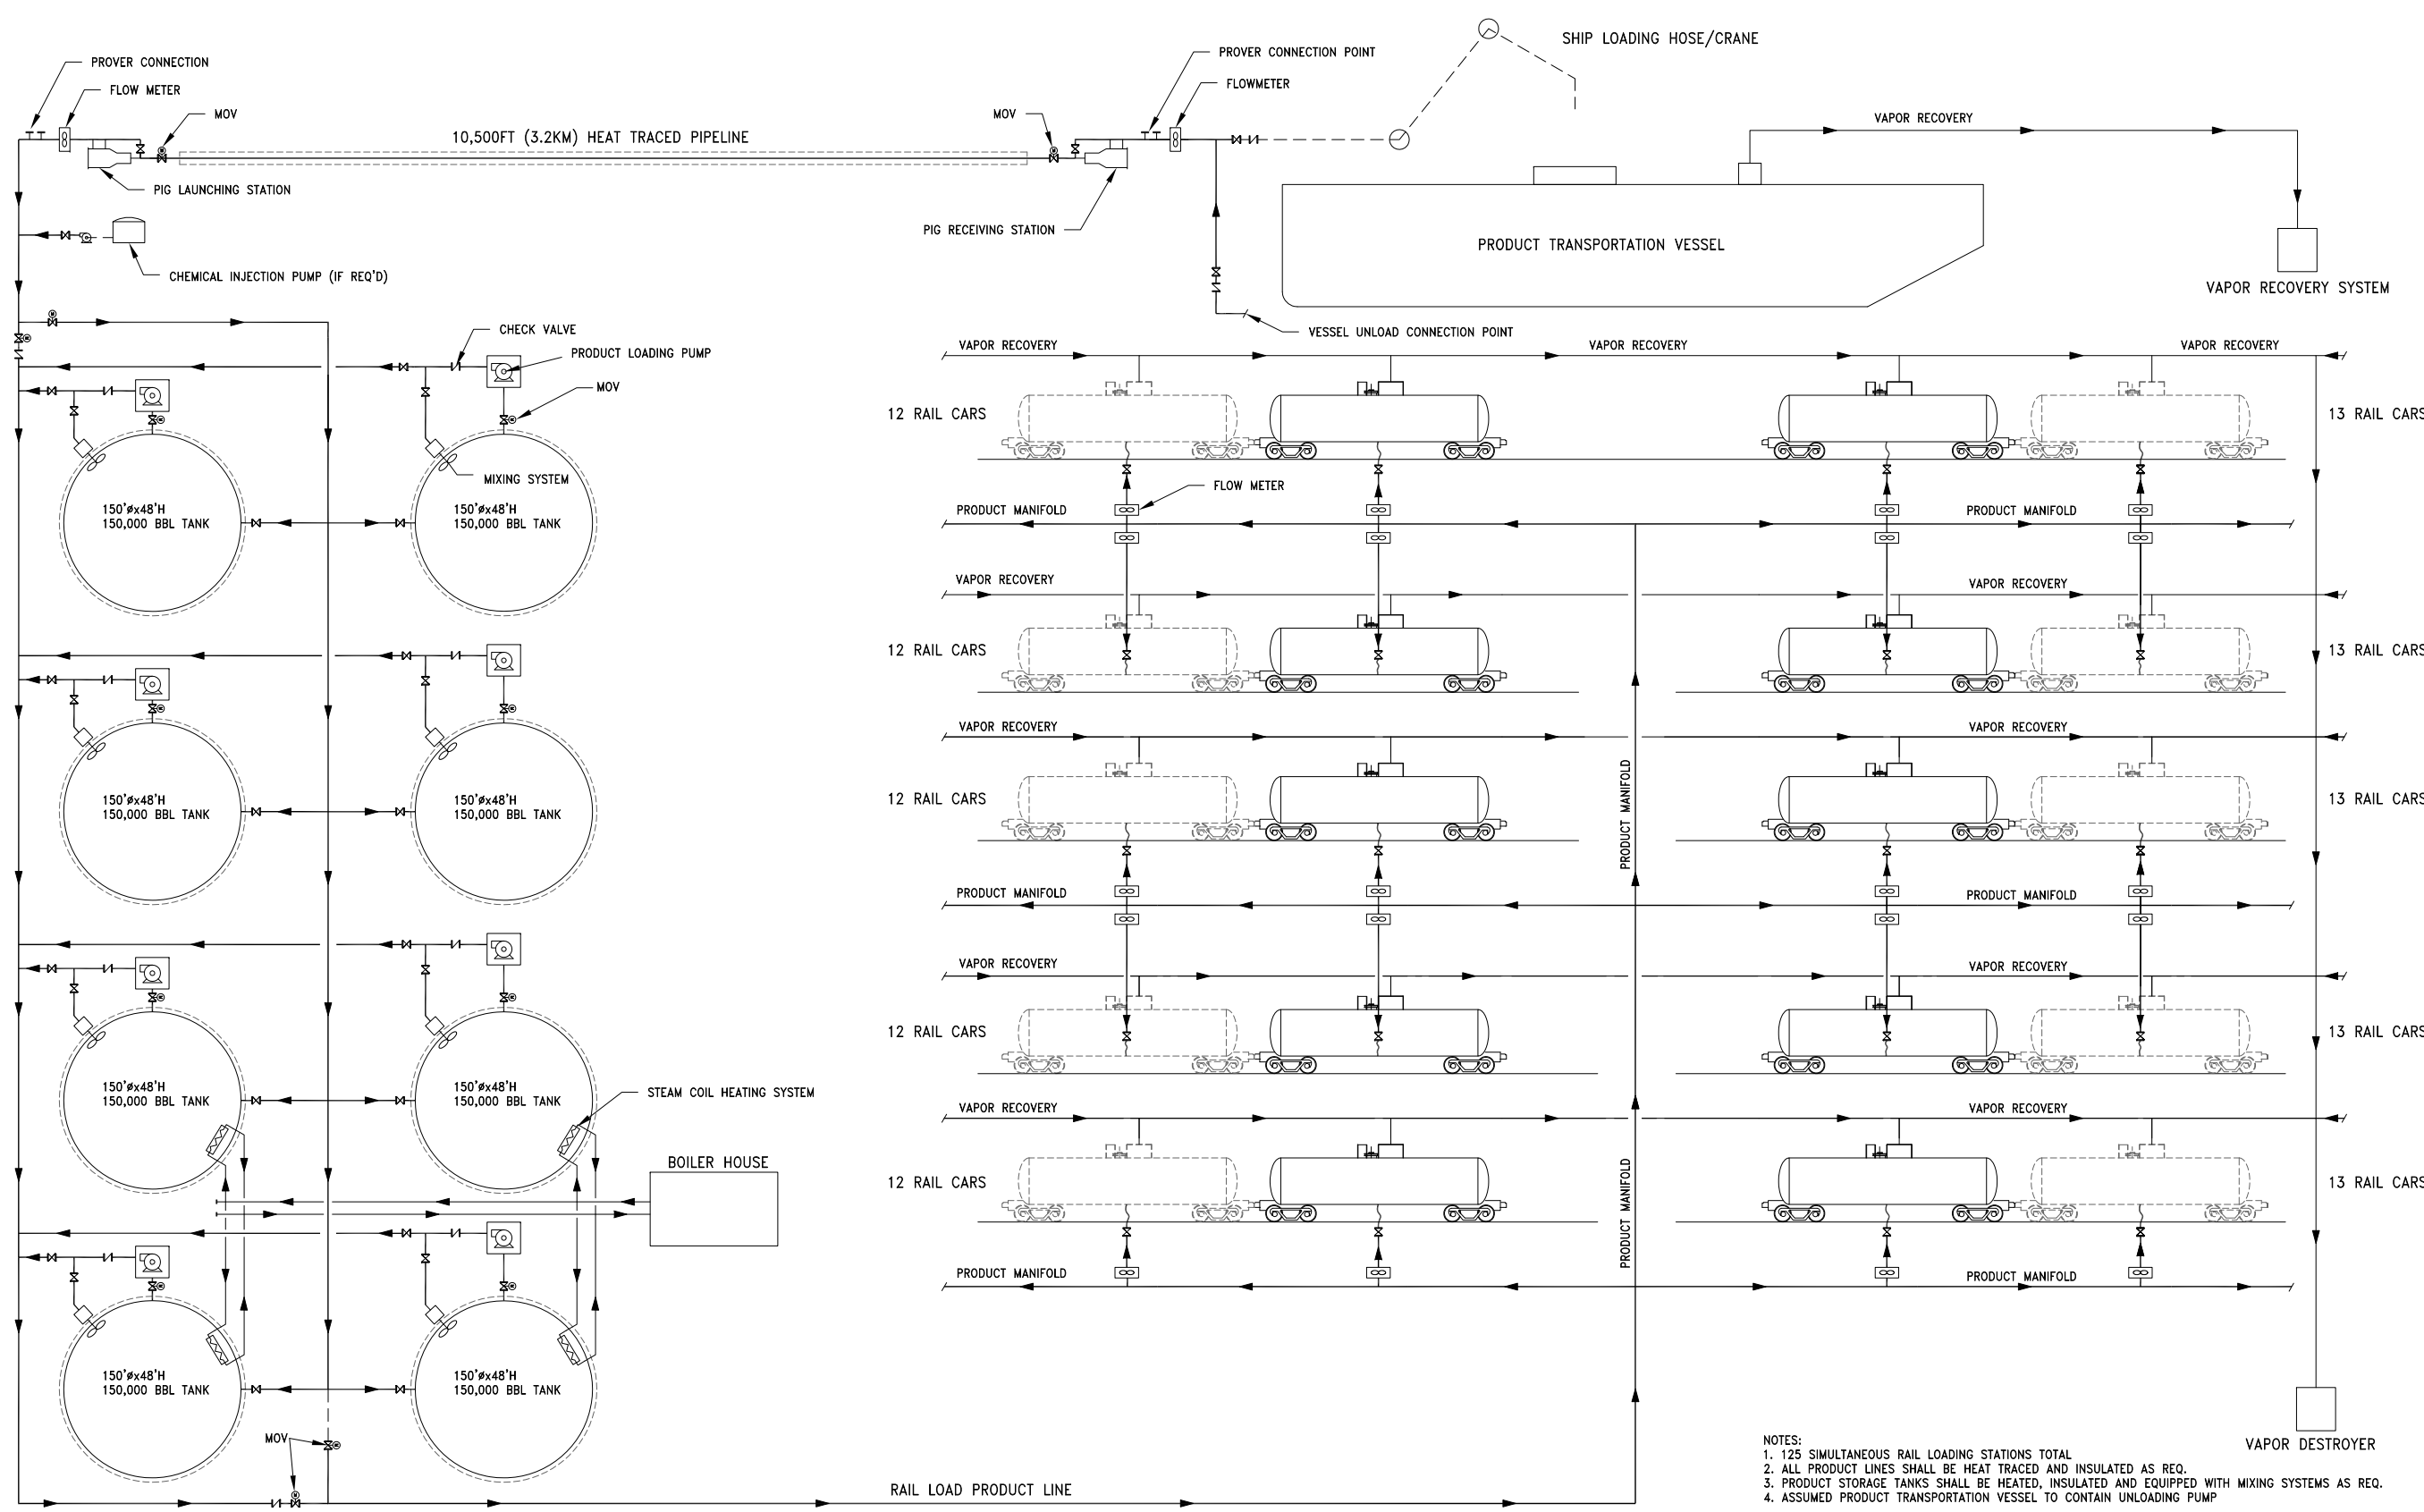 SHIP LOADING HOSE/CRANE
PROVER CONNECTION POINT
PROVER CONNECTION
FLOWMETER
FLOW METER
MOV
MOV
VAPOR RECOVERY
10,500FT (3.2KM) HEAT TRACED PIPELINE
PIG LAUNCHING STATION
PIG RECEIVING STATION
PRODUCT TRANSPORTATION VESSEL
CHEMICAL INJECTION PUMP (IF REQ'D)
VAPOR RECOVERY SYSTEM
CHECK VALVE
VESSEL UNLOAD CONNECTION POINT
PRODUCT LOADING PUMP
MOV
MIXING SYSTEM
150'øx48'H
150,000 BBL TANK
150'øx48'H
150,000 BBL TANK
150'øx48'H
150,000 BBL TANK
150'øx48'H
150,000 BBL TANK
150'øx48'H
150,000 BBL TANK
150'øx48'H
150,000 BBL TANK
STEAM COIL HEATING SYSTEM
BOILER HOUSE
150'øx48'H
150,000 BBL TANK
150'øx48'H
150,000 BBL TANK
MOV
RAIL LOAD PRODUCT LINE
VAPOR RECOVERY
VAPOR RECOVERY
VAPOR RECOVERY
12 RAIL CARS
13 RAIL CARS
FLOW METER
PRODUCT MANIFOLD
PRODUCT MANIFOLD
VAPOR RECOVERY
VAPOR RECOVERY
12 RAIL CARS
13 RAIL CARS
VAPOR RECOVERY
VAPOR RECOVERY
12 RAIL CARS
13 RAIL CARS
PRODUCT MANIFOLD
PRODUCT MANIFOLD
PRODUCT MANIFOLD
VAPOR RECOVERY
VAPOR RECOVERY
12 RAIL CARS
13 RAIL CARS
VAPOR RECOVERY
VAPOR RECOVERY
12 RAIL CARS
13 RAIL CARS
PRODUCT MANIFOLD
PRODUCT MANIFOLD
PRODUCT MANIFOLD
VAPOR DESTROYER
NOTES:
1. 125 SIMULTANEOUS RAIL LOADING STATIONS TOTAL
2. ALL PRODUCT LINES SHALL BE HEAT TRACED AND INSULATED AS REQ.
3. PRODUCT STORAGE TANKS SHALL BE HEATED, INSULATED AND EQUIPPED WITH MIXING SYSTEMS AS REQ.
4. ASSUMED PRODUCT TRANSPORTATION VESSEL TO CONTAIN UNLOADING PUMP